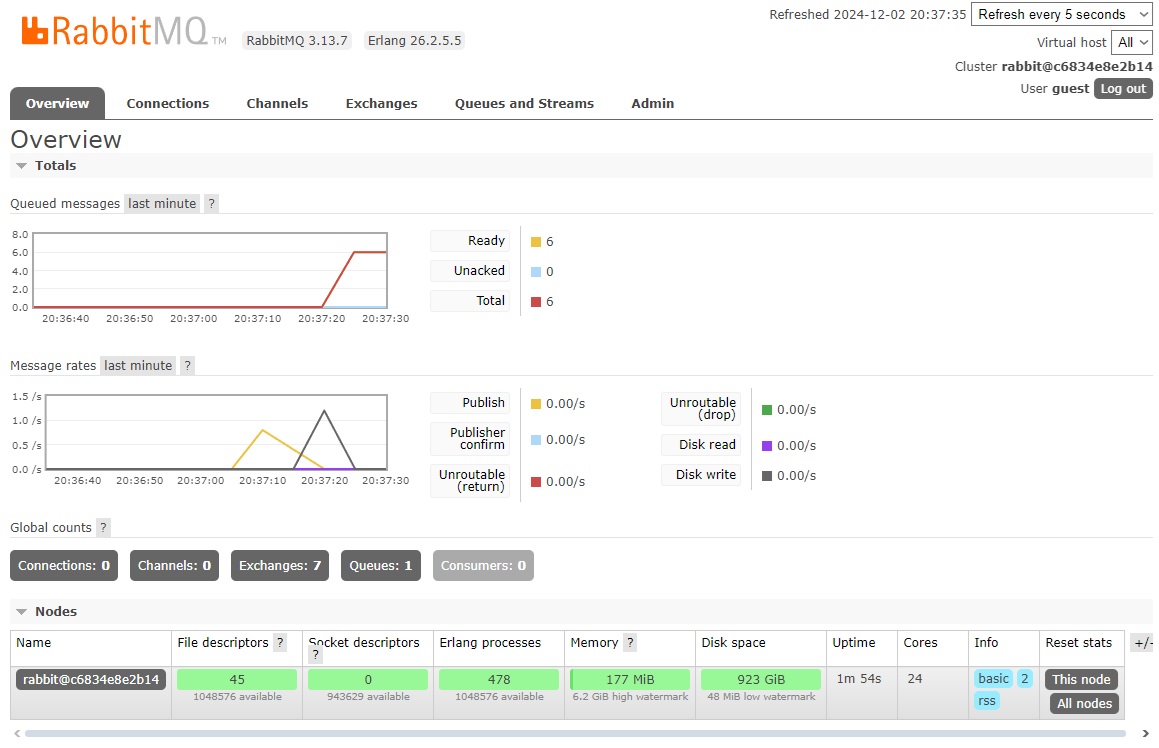 RabbitMQ TM RabbitMQ 3.13.7 Erlang 26.2.5.5
Refreshed 2024-12-02 20:37:35 Refresh every 5 seconds
Virtual host All
Cluster rabbit@c6834e8e2b14
User guest Log out
Overview Connections Channels Exchanges Queues and Streams Admin
Overview
Totals
Queued messages last minute ?
8.0
6.0
4.0
2.0
0.0
20:36:40 20:36:50 20:37:00 20:37:10 20:37:20 20:37:30
Ready 6
Unacked 0
Total 6
Message rates last minute ?
1.5 /s
1.0 /s
0.5 /s
0.0 /s
20:36:40 20:36:50 20:37:00 20:37:10 20:37:20 20:37:30
Publish 0.00/s
Publisher
confirm 0.00/s
Unroutable
(return) 0.00/s
Unroutable
(drop) 0.00/s
Disk read 0.00/s
Disk write 0.00/s
Global counts ?
Connections: 0 Channels: 0 Exchanges: 7 Queues: 1 Consumers: 0
Nodes
Name File descriptors ? Socket descriptors ? Erlang processes Memory ? Disk space Uptime Cores Info Reset stats +/-
rabbit@c6834e8e2b14 45 0 478 177 MiB 923 GiB 1m 54s 24 basic 2 This node
1048576 available 943629 available 1048576 available 6.2 GiB high watermark 48 MiB low watermark
rss All nodes